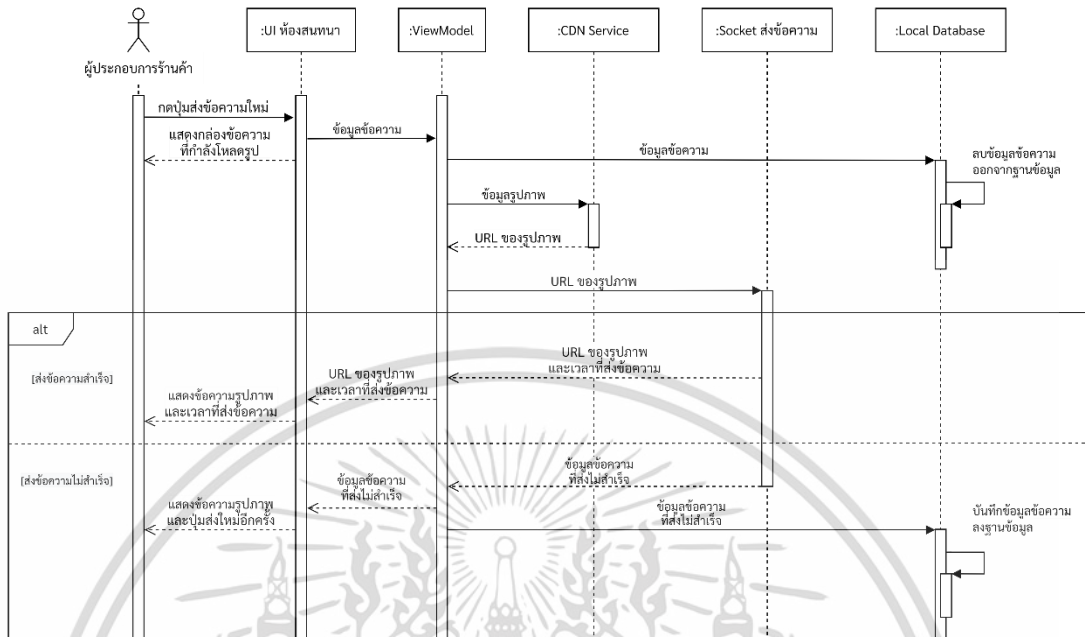 :UI ห้องสนทนา
:ViewModel
:CDN Service
:Socket ส่งข้อความ
:Local Database
ผู้ประกอบการร้านค้า
กดปุ่มส่งข้อความใหม่
ข้อมูลข้อความ
แสดงกล่องข้อความ
ที่กำลังโหลดรูป
ข้อมูลข้อความ
ลบข้อมูลข้อความ
ออกจากฐานข้อมูล
ข้อมูลรูปภาพ
URL ของรูปภาพ
URL ของรูปภาพ
alt
[ส่งข้อความสำเร็จ]
URL ของรูปภาพ
และเวลาที่ส่งข้อความ
URL ของรูปภาพ
และเวลาที่ส่งข้อความ
แสดงข้อความรูปภาพ
และเวลาที่ส่งข้อความ
[ส่งข้อความไม่สำเร็จ]
ข้อมูลข้อความ
ที่ส่งไม่สำเร็จ
ข้อมูลข้อความ
ที่ส่งไม่สำเร็จ
แสดงข้อความรูปภาพ
และปุ่มส่งใหม่อีกครั้ง
ข้อมูลข้อความ
ที่ส่งไม่สำเร็จ
บันทึกข้อมูลข้อความ
ลงฐานข้อมูล